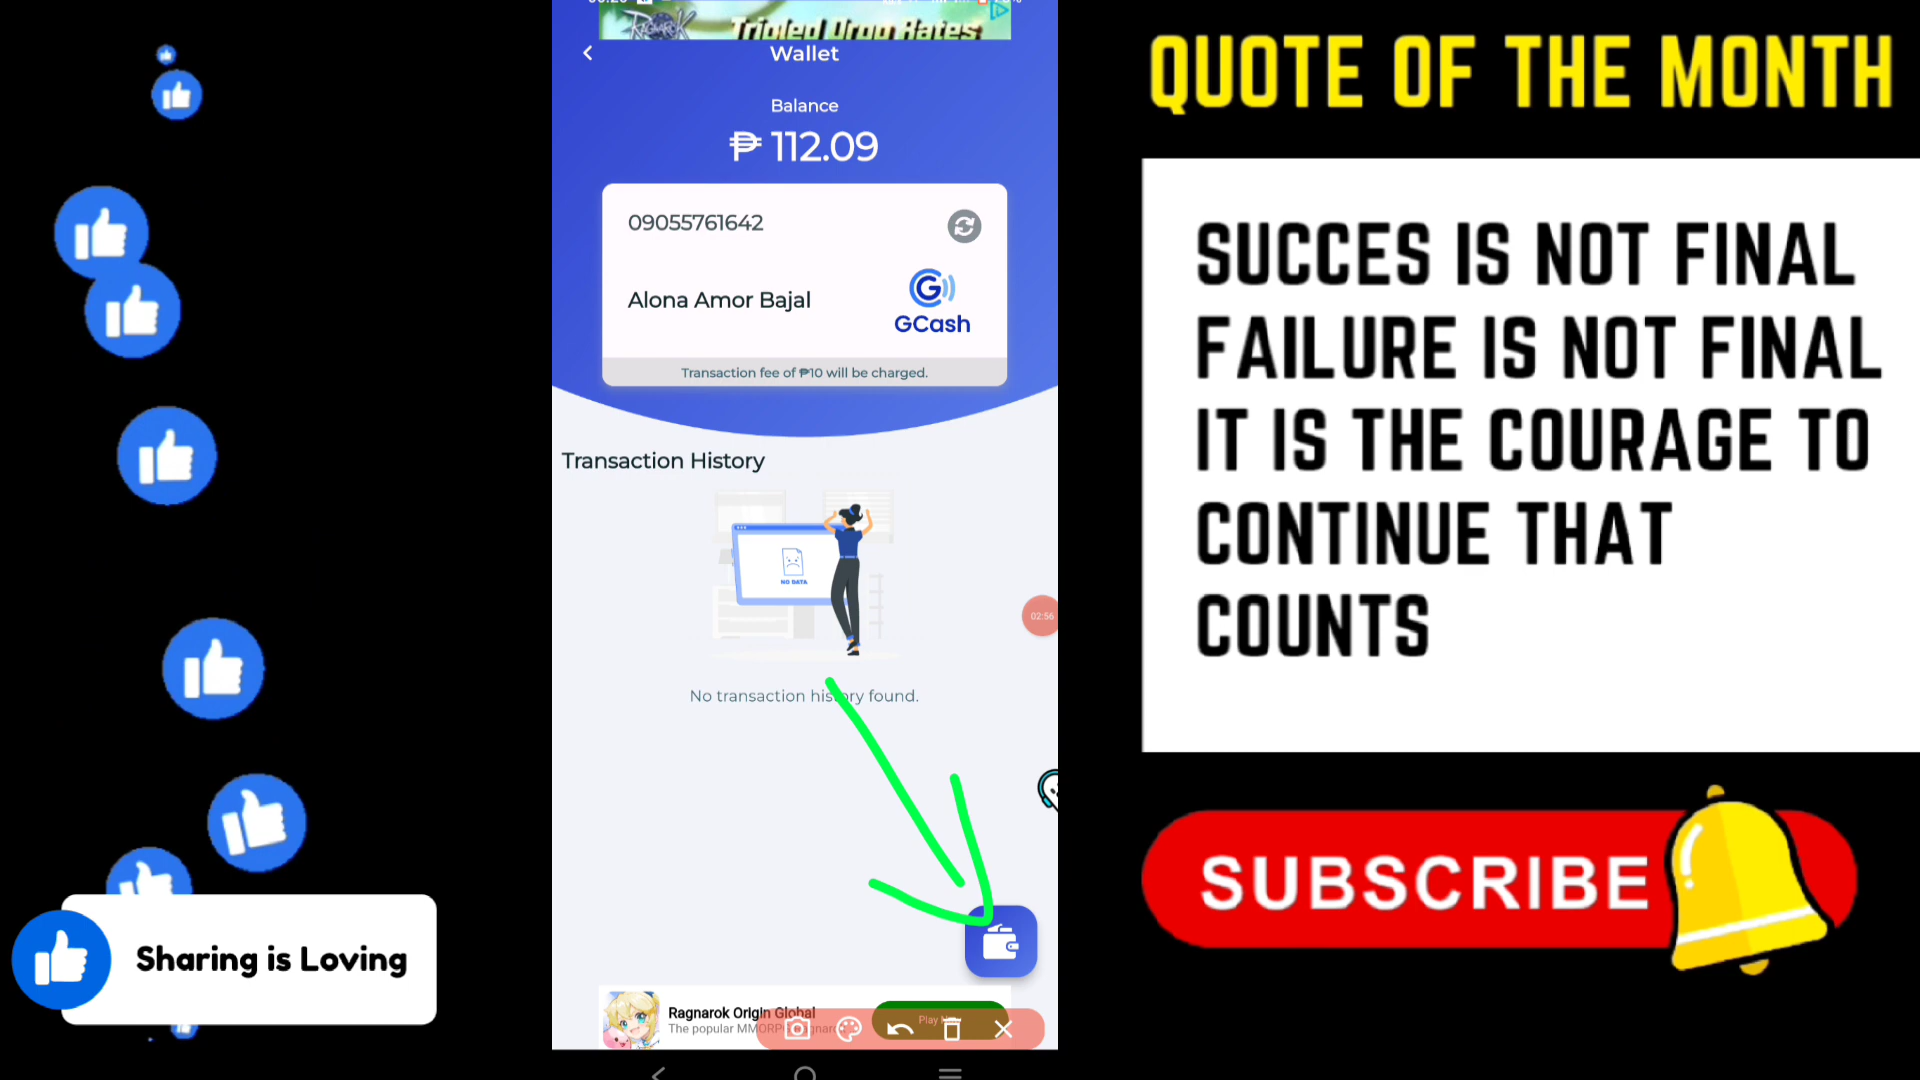 Tripled Drop Rates
Wallet
Balance
₱ 112.09
09055761642
Alona Amor Bajal
GCash
Transaction fee of ₱10 will be charged.
Transaction History
NO DATA
No transaction history found.
02:56
Ragnarok Origin Global
The popular MMORPG
Play
Sharing is Loving
QUOTE OF THE MONTH
SUCCES IS NOT FINAL
FAILURE IS NOT FINAL
IT IS THE COURAGE TO
CONTINUE THAT
COUNTS
SUBSCRIBE